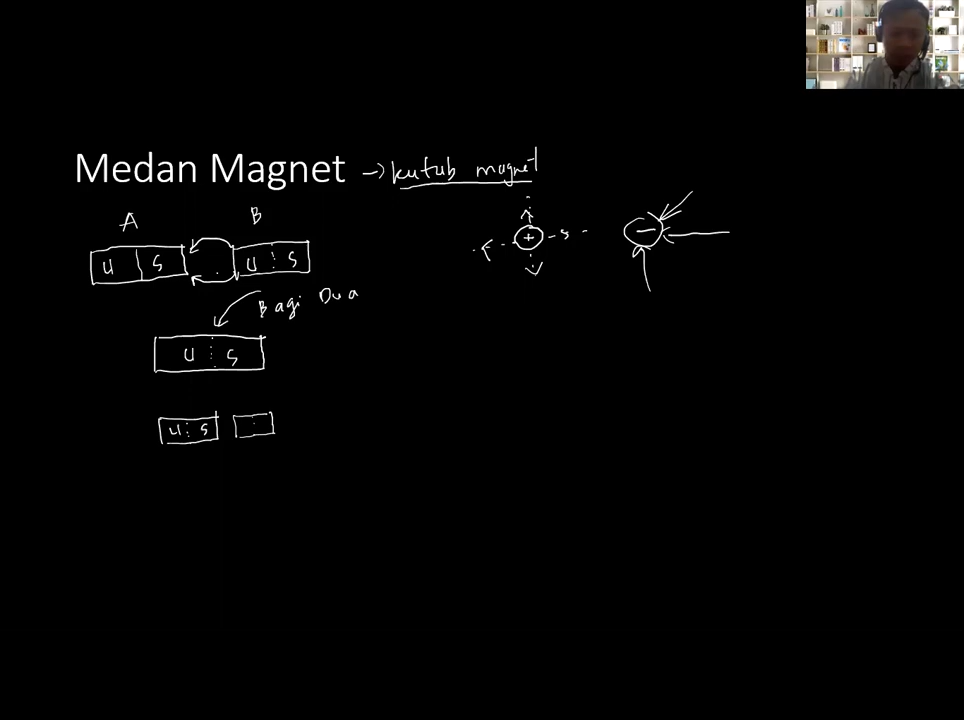 Medan Magnet → kutub magnet
A B
U S U S
+ −
Bagi Dua
U S
U S